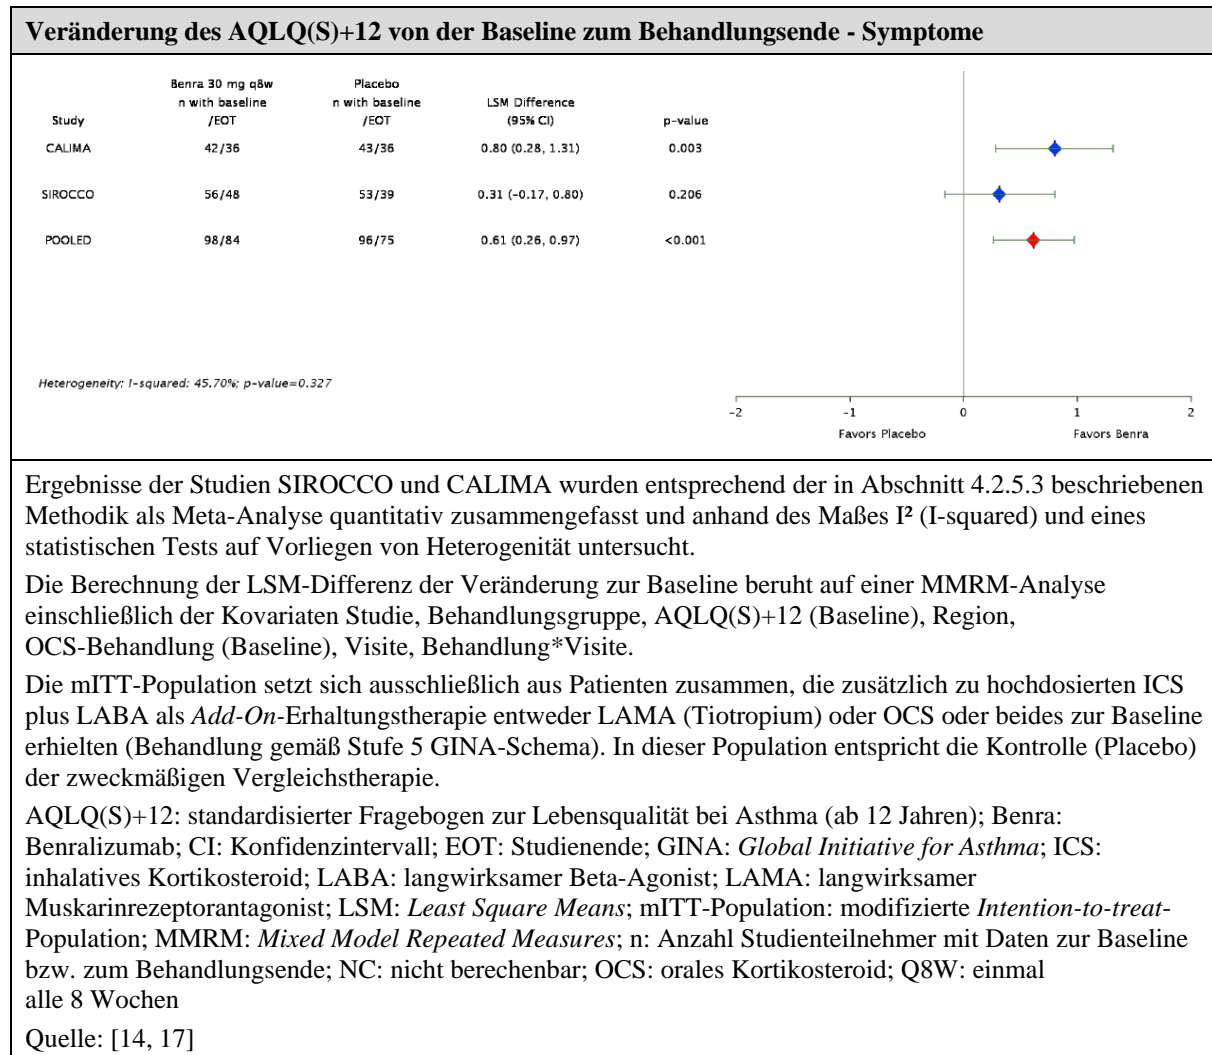 Veränderung des AQLQ(S)+12 von der Baseline zum Behandlungsende - Symptome
Benra 30 mg q8w Placebo
n with baseline n with baseline LSM Difference
Study /EOT /EOT (95% CI) p-value
CALIMA 42/36 43/36 0.80 (0.28, 1.31) 0.003
SIROCCO 56/48 53/39 0.31 (-0.17, 0.80) 0.206
POOLED 98/84 96/75 0.61 (0.26, 0.97) <0.001
Heterogeneity: I-squared: 45.70%; p-value=0.327
-2 -1 0 1 2
Favors Placebo Favors Benra
Ergebnisse der Studien SIROCCO und CALIMA wurden entsprechend der in Abschnitt 4.2.5.3 beschriebenen
Methodik als Meta-Analyse quantitativ zusammengefasst und anhand des Maßes I² (I-squared) und eines
statistischen Tests auf Vorliegen von Heterogenität untersucht.
Die Berechnung der LSM-Differenz der Veränderung zur Baseline beruht auf einer MMRM-Analyse
einschließlich der Kovariaten Studie, Behandlungsgruppe, AQLQ(S)+12 (Baseline), Region,
OCS-Behandlung (Baseline), Visite, Behandlung*Visite.
Die mITT-Population setzt sich ausschließlich aus Patienten zusammen, die zusätzlich zu hochdosierten ICS
plus LABA als Add-On-Erhaltungstherapie entweder LAMA (Tiotropium) oder OCS oder beides zur Baseline
erhielten (Behandlung gemäß Stufe 5 GINA-Schema). In dieser Population entspricht die Kontrolle (Placebo)
der zweckmäßigen Vergleichstherapie.
AQLQ(S)+12: standardisierter Fragebogen zur Lebensqualität bei Asthma (ab 12 Jahren); Benra:
Benralizumab; CI: Konfidenzintervall; EOT: Studienende; GINA: Global Initiative for Asthma; ICS:
inhalatives Kortikosteroid; LABA: langwirksamer Beta-Agonist; LAMA: langwirksamer
Muskarinrezeptorantagonist; LSM: Least Square Means; mITT-Population: modifizierte Intention-to-treat-
Population; MMRM: Mixed Model Repeated Measures; n: Anzahl Studienteilnehmer mit Daten zur Baseline
bzw. zum Behandlungsende; NC: nicht berechenbar; OCS: orales Kortikosteroid; Q8W: einmal
alle 8 Wochen
Quelle: [14, 17]